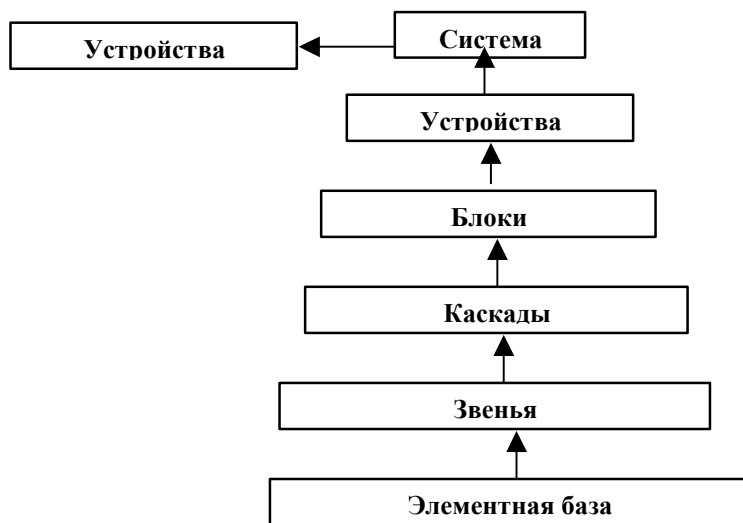 Устройства
Система
Устройства
Блоки
Каскады
Звенья
Элементная база